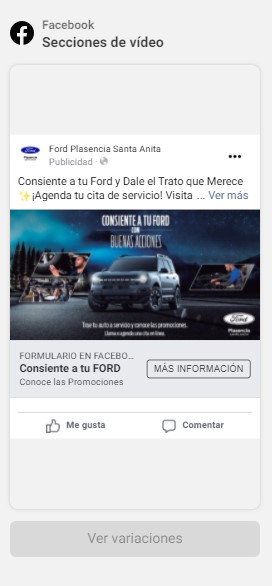 Facebook
Secciones de vídeo
Ford Plasencia Santa Anita
Publicidad ·
Consiente a tu Ford y Dale el Trato que Merece
✨¡Agenda tu cita de servicio! Visita ... Ver más
CONSIENTE A TU FORD
CON
BUENAS ACCIONES
Trae tu auto a servicio y conoce las promociones.
Llama o agenda una cita en línea.
Ford
Plasencia
FORMULARIO EN FACEBO...
Consiente a tu FORD
Conoce las Promociones
MÁS INFORMACIÓN
Me gusta
Comentar
Ver variaciones